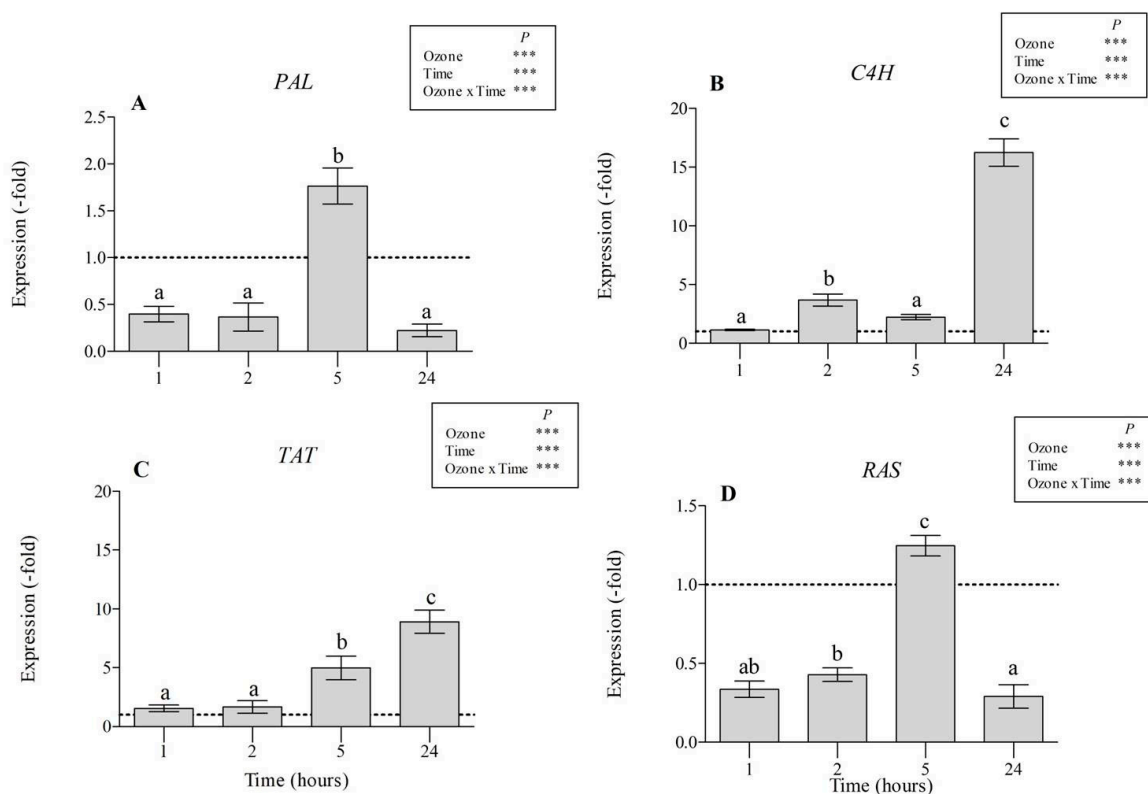 P
Ozone ***
Time ***
Ozone x Time ***
A
PAL
Expression (-fold)
2.5
2.0
1.5
1.0
0.5
0.0
a
a
b
a
1
2
5
24
P
Ozone ***
Time ***
Ozone x Time ***
B
C4H
Expression (-fold)
20
15
10
5
0
a
b
a
c
1
2
5
24
P
Ozone ***
Time ***
Ozone x Time ***
C
TAT
Expression (-fold)
20
15
10
5
0
a
a
b
c
1
2
5
24
Time (hours)
P
Ozone ***
Time ***
Ozone x Time ***
D
RAS
Expression (-fold)
1.5
1.0
0.5
0.0
ab
b
c
a
1
2
5
24
Time (hours)